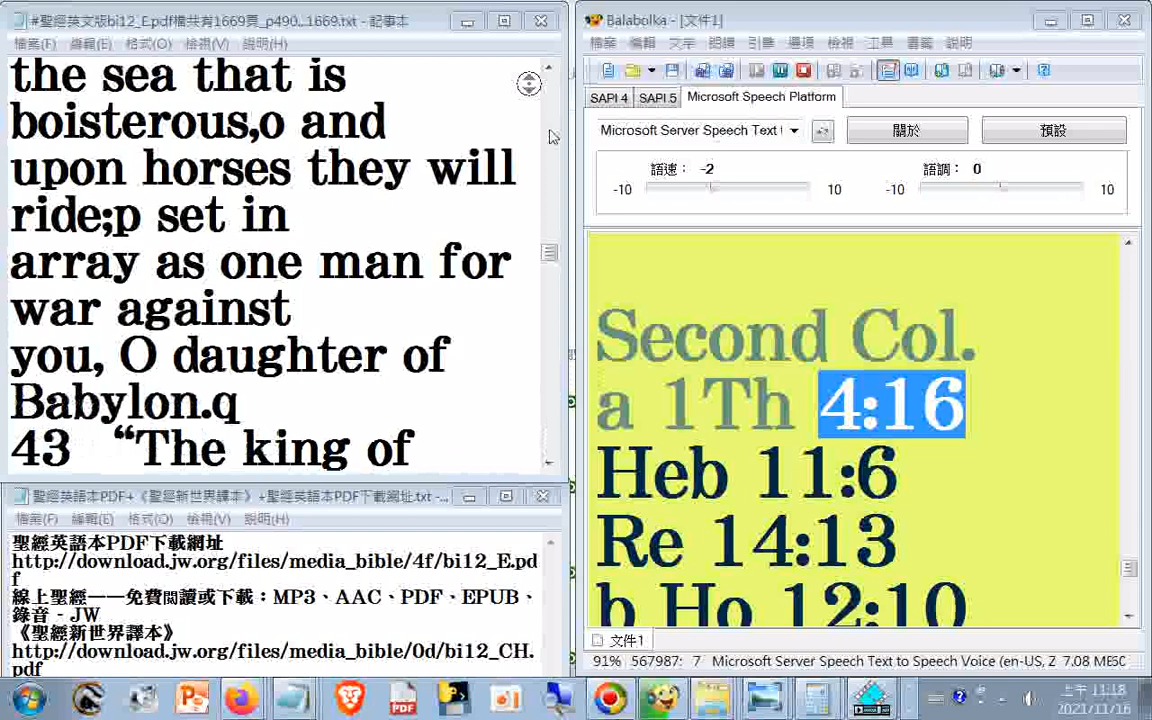 #聖經英文版bi12_E.pdf檔共有1669頁_p490...1669.txt - 記事本
檔案(F) 編輯(E) 格式(O) 檢視(V) 說明(H)
the sea that is
boisterous,o and
upon horses they will
ride;p set in
array as one man for
war against
you, O daughter of
Babylon.q
43 “The king of
聖經英語本PDF+《聖經新世界譯本》+聖經英語本PDF下載網址.txt -...
檔案(F) 編輯(E) 格式(O) 檢視(V) 說明(H)
聖經英語本PDF下載網址
http://download.jw.org/files/media_bible/4f/bi12_E.pd
f
線上聖經——免費閱讀或下載：MP3、AAC、PDF、EPUB、
錄音 - JW
《聖經新世界譯本》
http://download.jw.org/files/media_bible/0d/bi12_CH.
pdf
Balabolka - [文件1]
檔案 編輯 文字 朗讀 引擎 選項 檢視 工具 書籤 說明
SAPI 4 SAPI 5 Microsoft Speech Platform
Microsoft Server Speech Text 關於 預設
語速： -2 語調： 0
-10 10 -10 10
Second Col.
a 1Th 4:16
Heb 11:6
Re 14:13
b Ho 12:10
文件1
91% 567987: 7 Microsoft Server Speech Text to Speech Voice (en-US, Z 7.08 MB
上午 11:18
2021/11/16